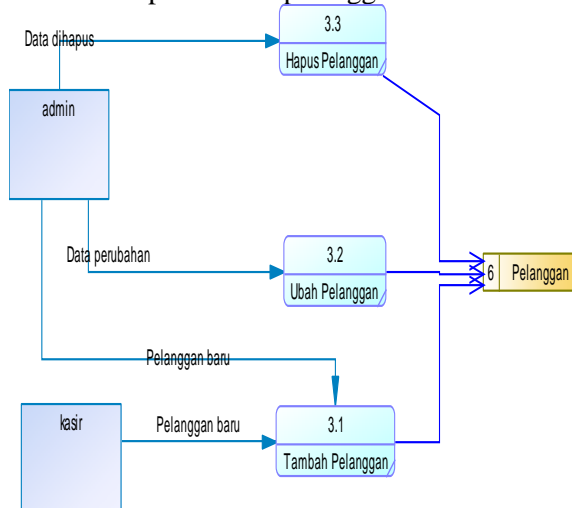 3.3
Data dihapus
Hapus Pelanggan
admin
3.2
Data perubahan
6 Pelanggan
Ubah Pelanggan
Pelanggan baru
kasir
Pelanggan baru
3.1
Tambah Pelanggan